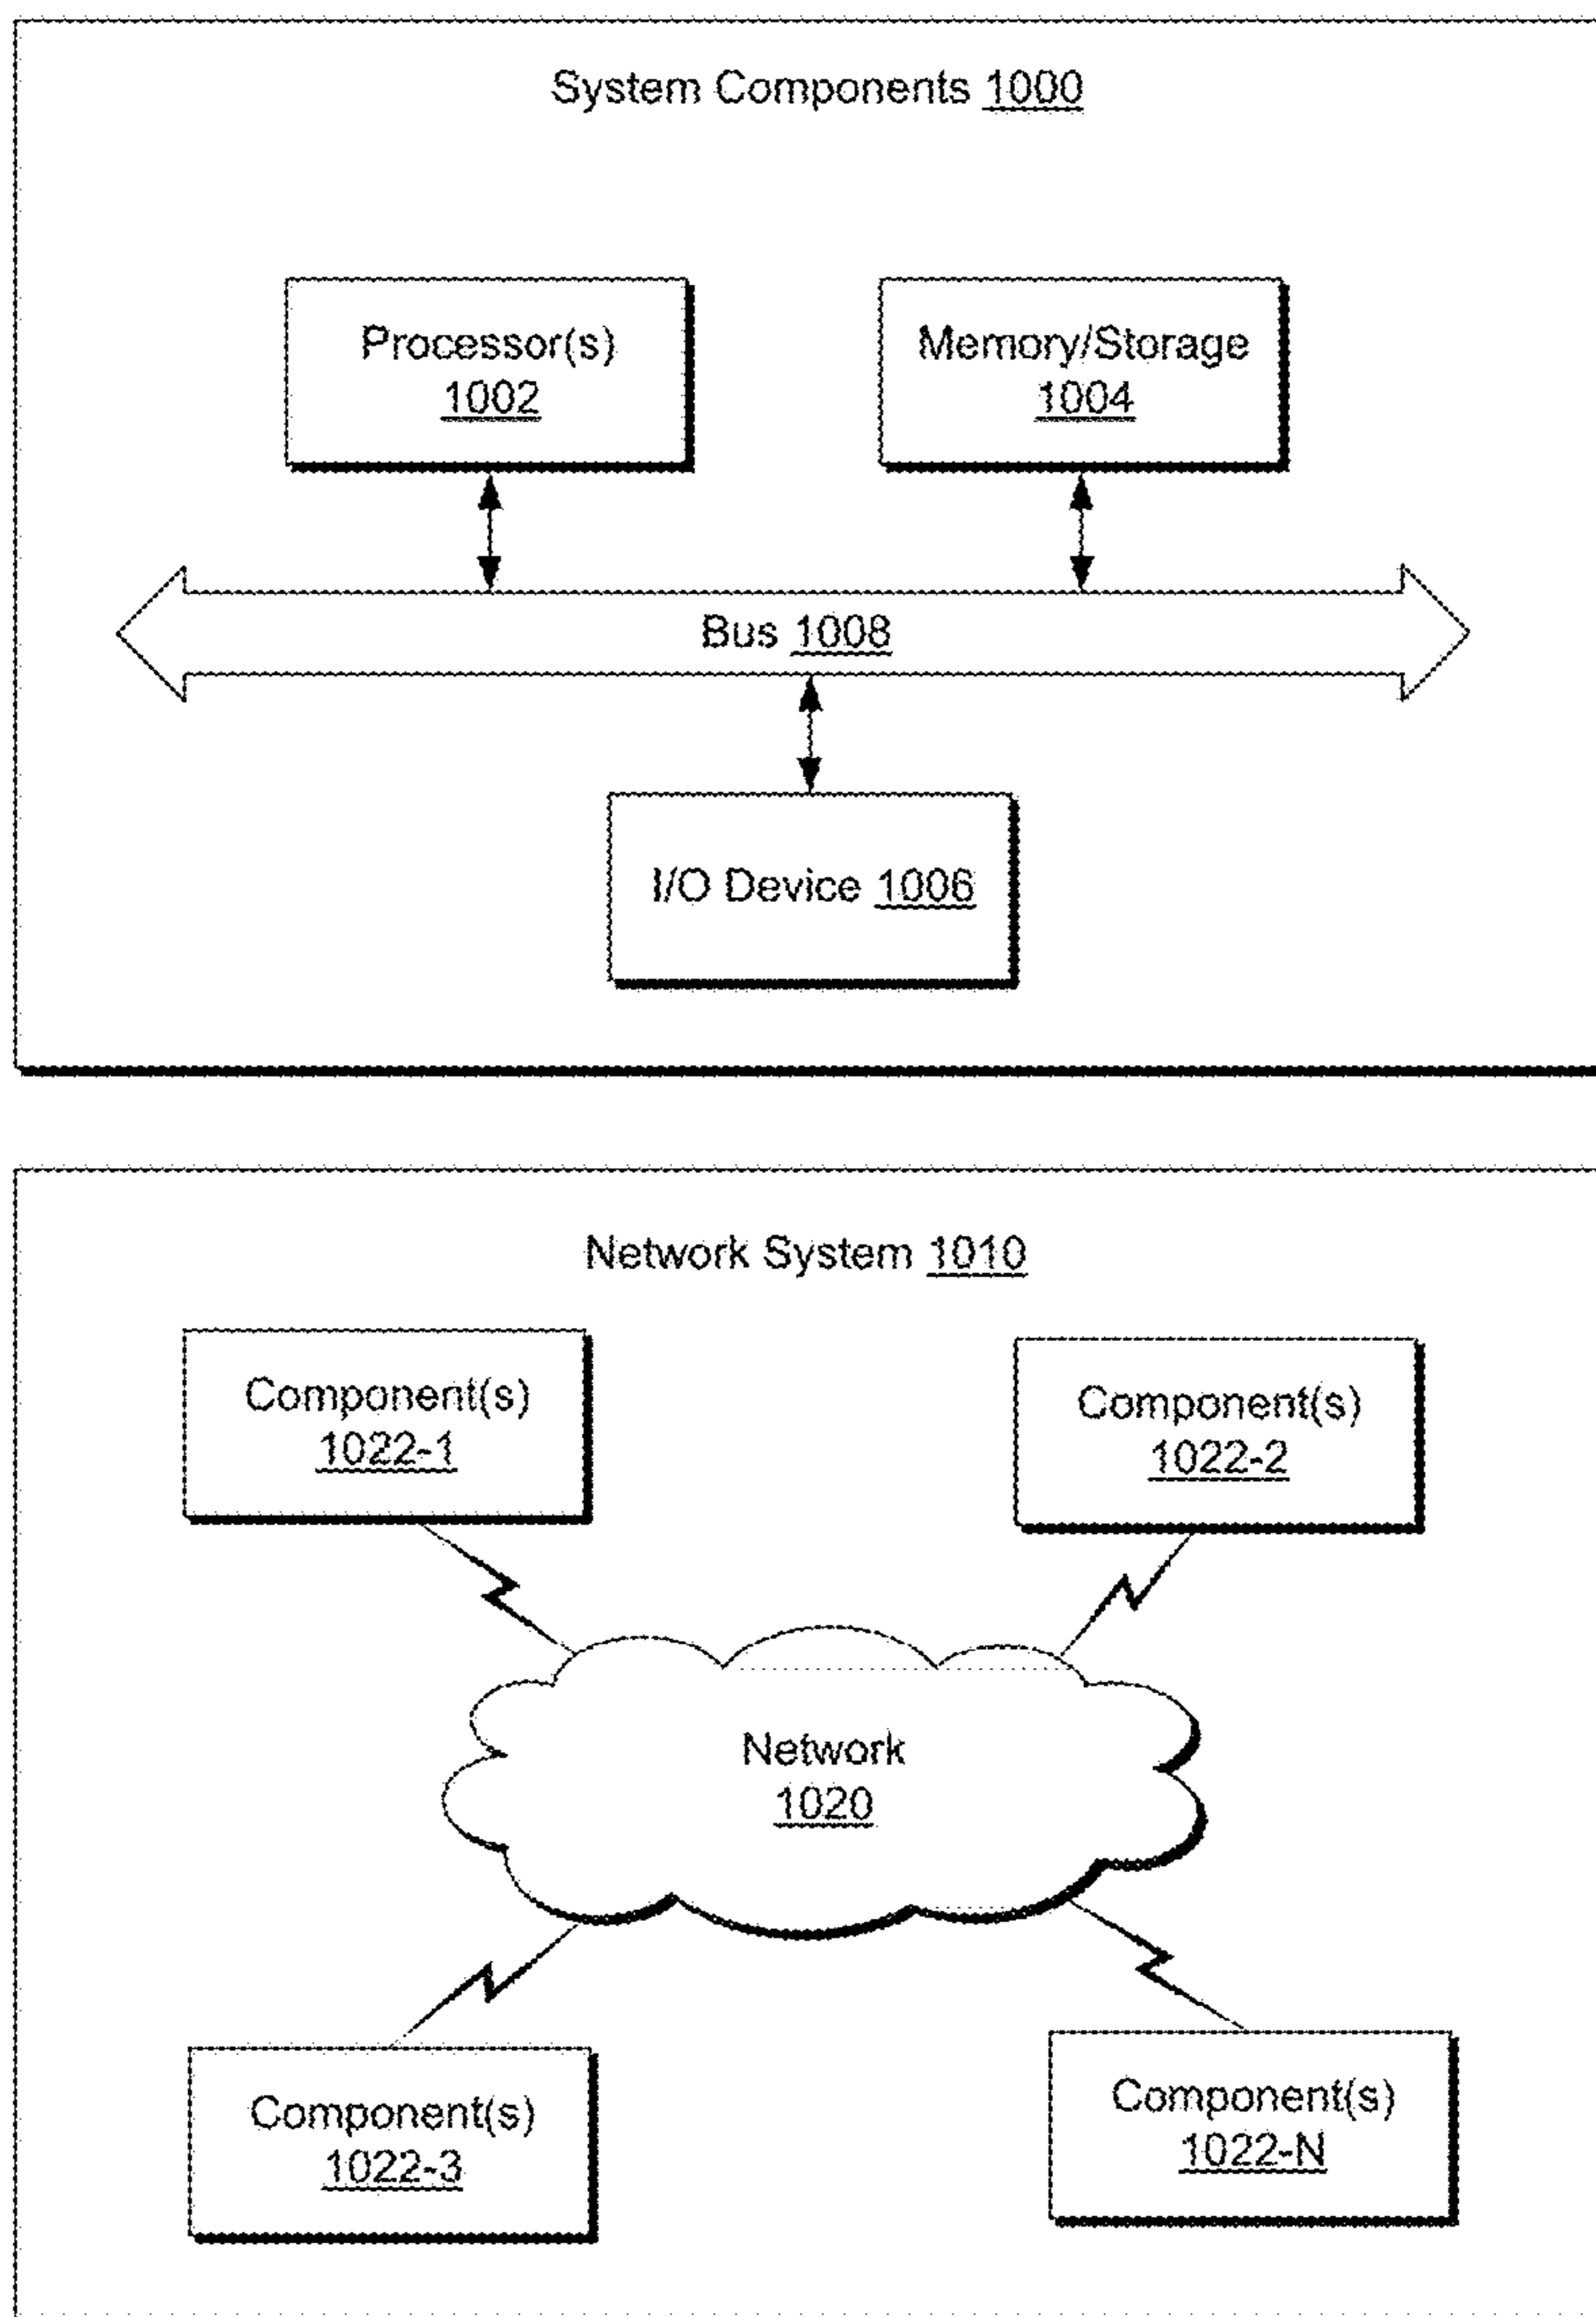 System Components 1000
Processor(s)
1002
Memory/Storage
1004
Bus 1008
I/O Device 1006
Network System 1010
Component(s)
1022-1
Component(s)
1022-2
Network
1020
Component(s)
1022-3
Component(s)
1022-N